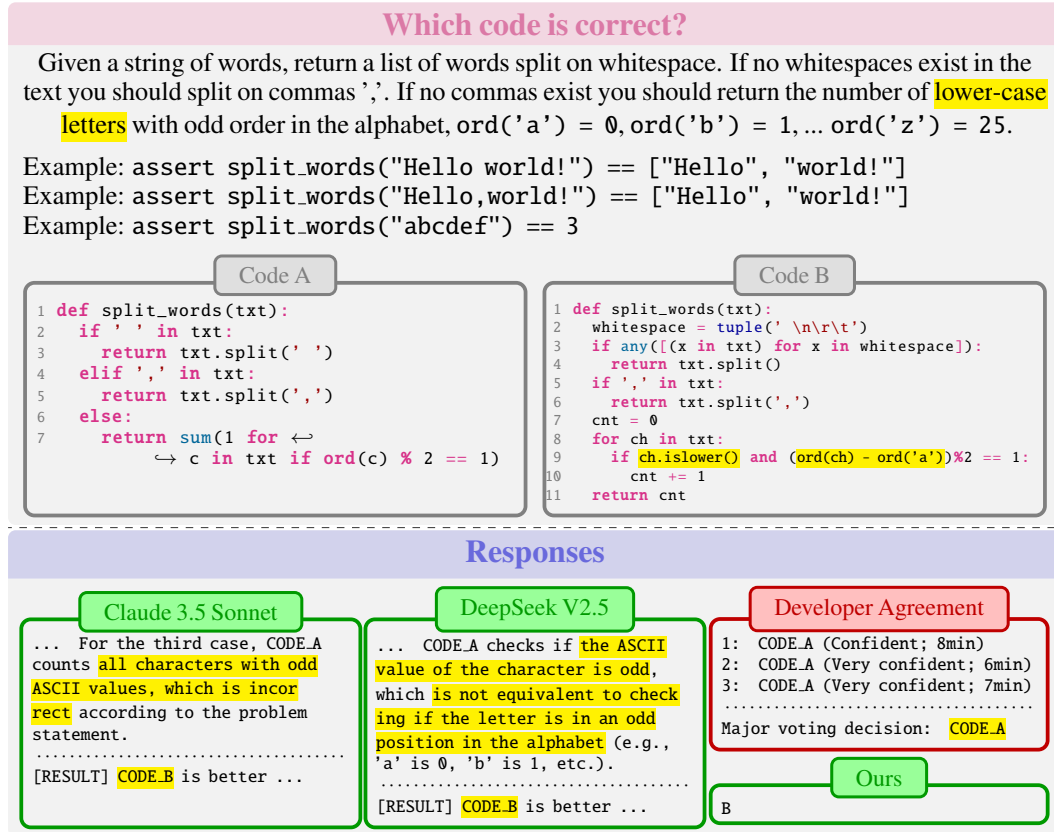 Which code is correct?
Given a string of words, return a list of words split on whitespace. If no whitespaces exist in the
text you should split on commas ','. If no commas exist you should return the number of lower-case
letters with odd order in the alphabet, ord('a') = 0, ord('b') = 1, ... ord('z') = 25.
Example: assert split_words("Hello world!") == ["Hello", "world!"]
Example: assert split_words("Hello,world!") == ["Hello", "world!"]
Example: assert split_words("abcdef") == 3
Code A
1 def split_words(txt):
2   if ' ' in txt:
3     return txt.split(' ')
4   elif ',' in txt:
5     return txt.split(',')
6   else:
7     return sum(1 for ↩
↪ c in txt if ord(c) % 2 == 1)
Code B
1 def split_words(txt):
2   whitespace = tuple(' \n\r\t')
3   if any([(x in txt) for x in whitespace]):
4     return txt.split()
5   if ',' in txt:
6     return txt.split(',')
7   cnt = 0
8   for ch in txt:
9     if ch.islower() and (ord(ch) - ord('a'))%2 == 1:
10       cnt += 1
11   return cnt
Responses
Claude 3.5 Sonnet
... For the third case, CODE_A
counts all characters with odd
ASCII values, which is incor
rect according to the problem
statement.
[RESULT] CODE_B is better ...
DeepSeek V2.5
... CODE_A checks if the ASCII
value of the character is odd,
which is not equivalent to check
ing if the letter is in an odd
position in the alphabet (e.g.,
'a' is 0, 'b' is 1, etc.).
[RESULT] CODE_B is better ...
Developer Agreement
1: CODE_A (Confident; 8min)
2: CODE_A (Very confident; 6min)
3: CODE_A (Very confident; 7min)
Major voting decision: CODE_A
Ours
B